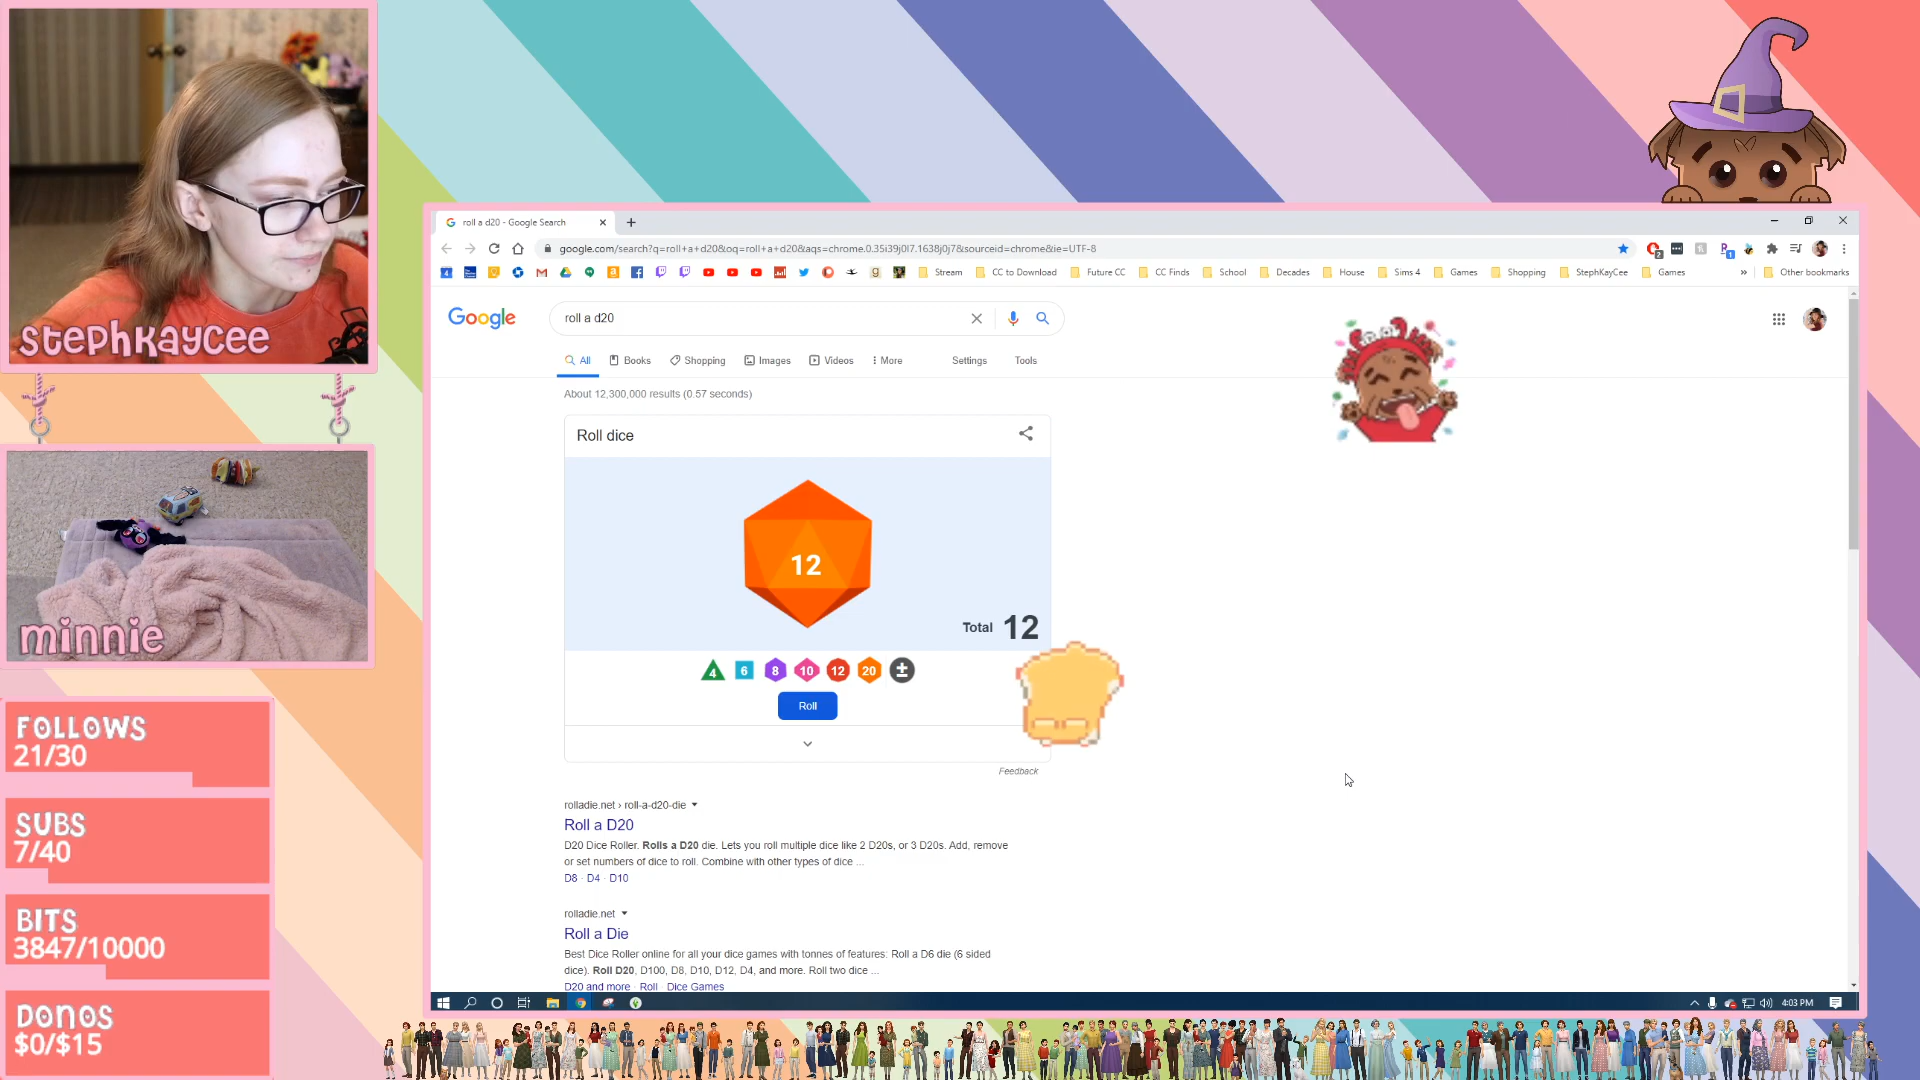 stephkaycee
minnie
FOLLOWS
21/30
SUBS
7/40
BITS
3847/10000
DONOS
$0/$15
roll a d20 - Google Search
google.com/search?q=roll+a+d20&oq=roll+a+d20&aqs=chrome.0.35i39j0l7.1638j0j7&sourceid=chrome&ie=UTF-8
Stream CC to Download Future CC CC Finds School Decades House Sims 4 Games Shopping StephKayCee Games » Other bookmarks
Google
roll a d20
All Books Shopping Images Videos More Settings Tools
About 12,300,000 results (0.57 seconds)
Roll dice
12
Total 12
4 6 8 10 12 20 ±
Roll
Feedback
rolladie.net › roll-a-d20-die
Roll a D20
D20 Dice Roller. Rolls a D20 die. Lets you roll multiple dice like 2 D20s, or 3 D20s. Add, remove
or set numbers of dice to roll. Combine with other types of dice ...
D8 · D4 · D10
rolladie.net
Roll a Die
Best Dice Roller online for all your dice games with tonnes of features: Roll a D6 die (6 sided
dice). Roll D20, D100, D8, D10, D12, D4, and more. Roll two dice ...
D20 and more · Roll · Dice Games
4:03 PM